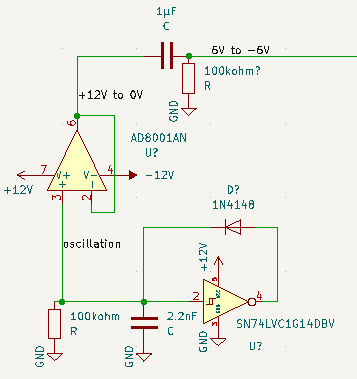 1µF
C
6V to -6V
100kohm?
R
GND
+12V to 0V
6
AD8001AN
U?
7
V+
V-
4
+12V
-12V
+
-
3
2
oscillation
D?
1N4148
+12V
5
2
4
100kohm
R
2.2nF
C
3
SN74LVC1G14DBV
U?
GND
GND
GND